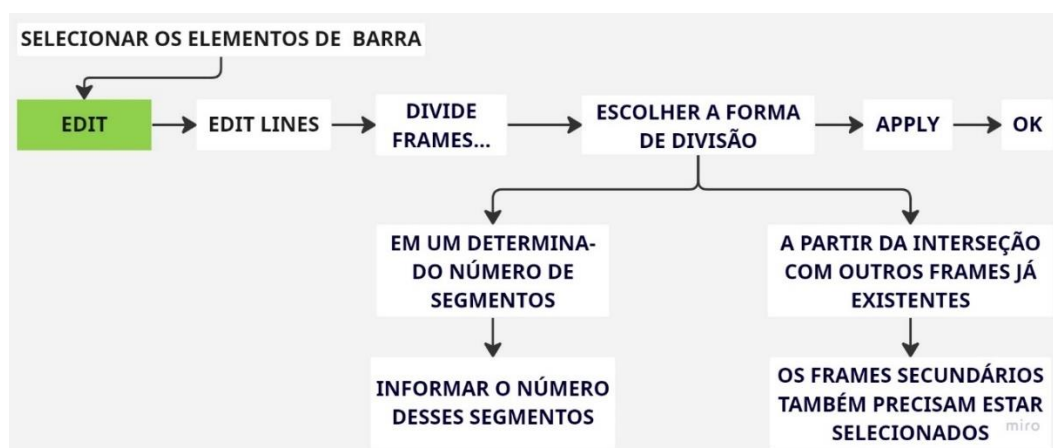 SELECIONAR OS ELEMENTOS DE BARRA
EDIT
EDIT LINES
DIVIDE
FRAMES...
ESCOLHER A FORMA
DE DIVISÃO
APPLY
OK
EM UM DETERMINA-
DO NÚMERO DE
SEGMENTOS
A PARTIR DA INTERSEÇÃO
COM OUTROS FRAMES JÁ
EXISTENTES
INFORMAR O NÚMERO
DESSES SEGMENTOS
OS FRAMES SECUNDÁRIOS
TAMBÉM PRECISAM ESTAR
SELECIONADOS
miro